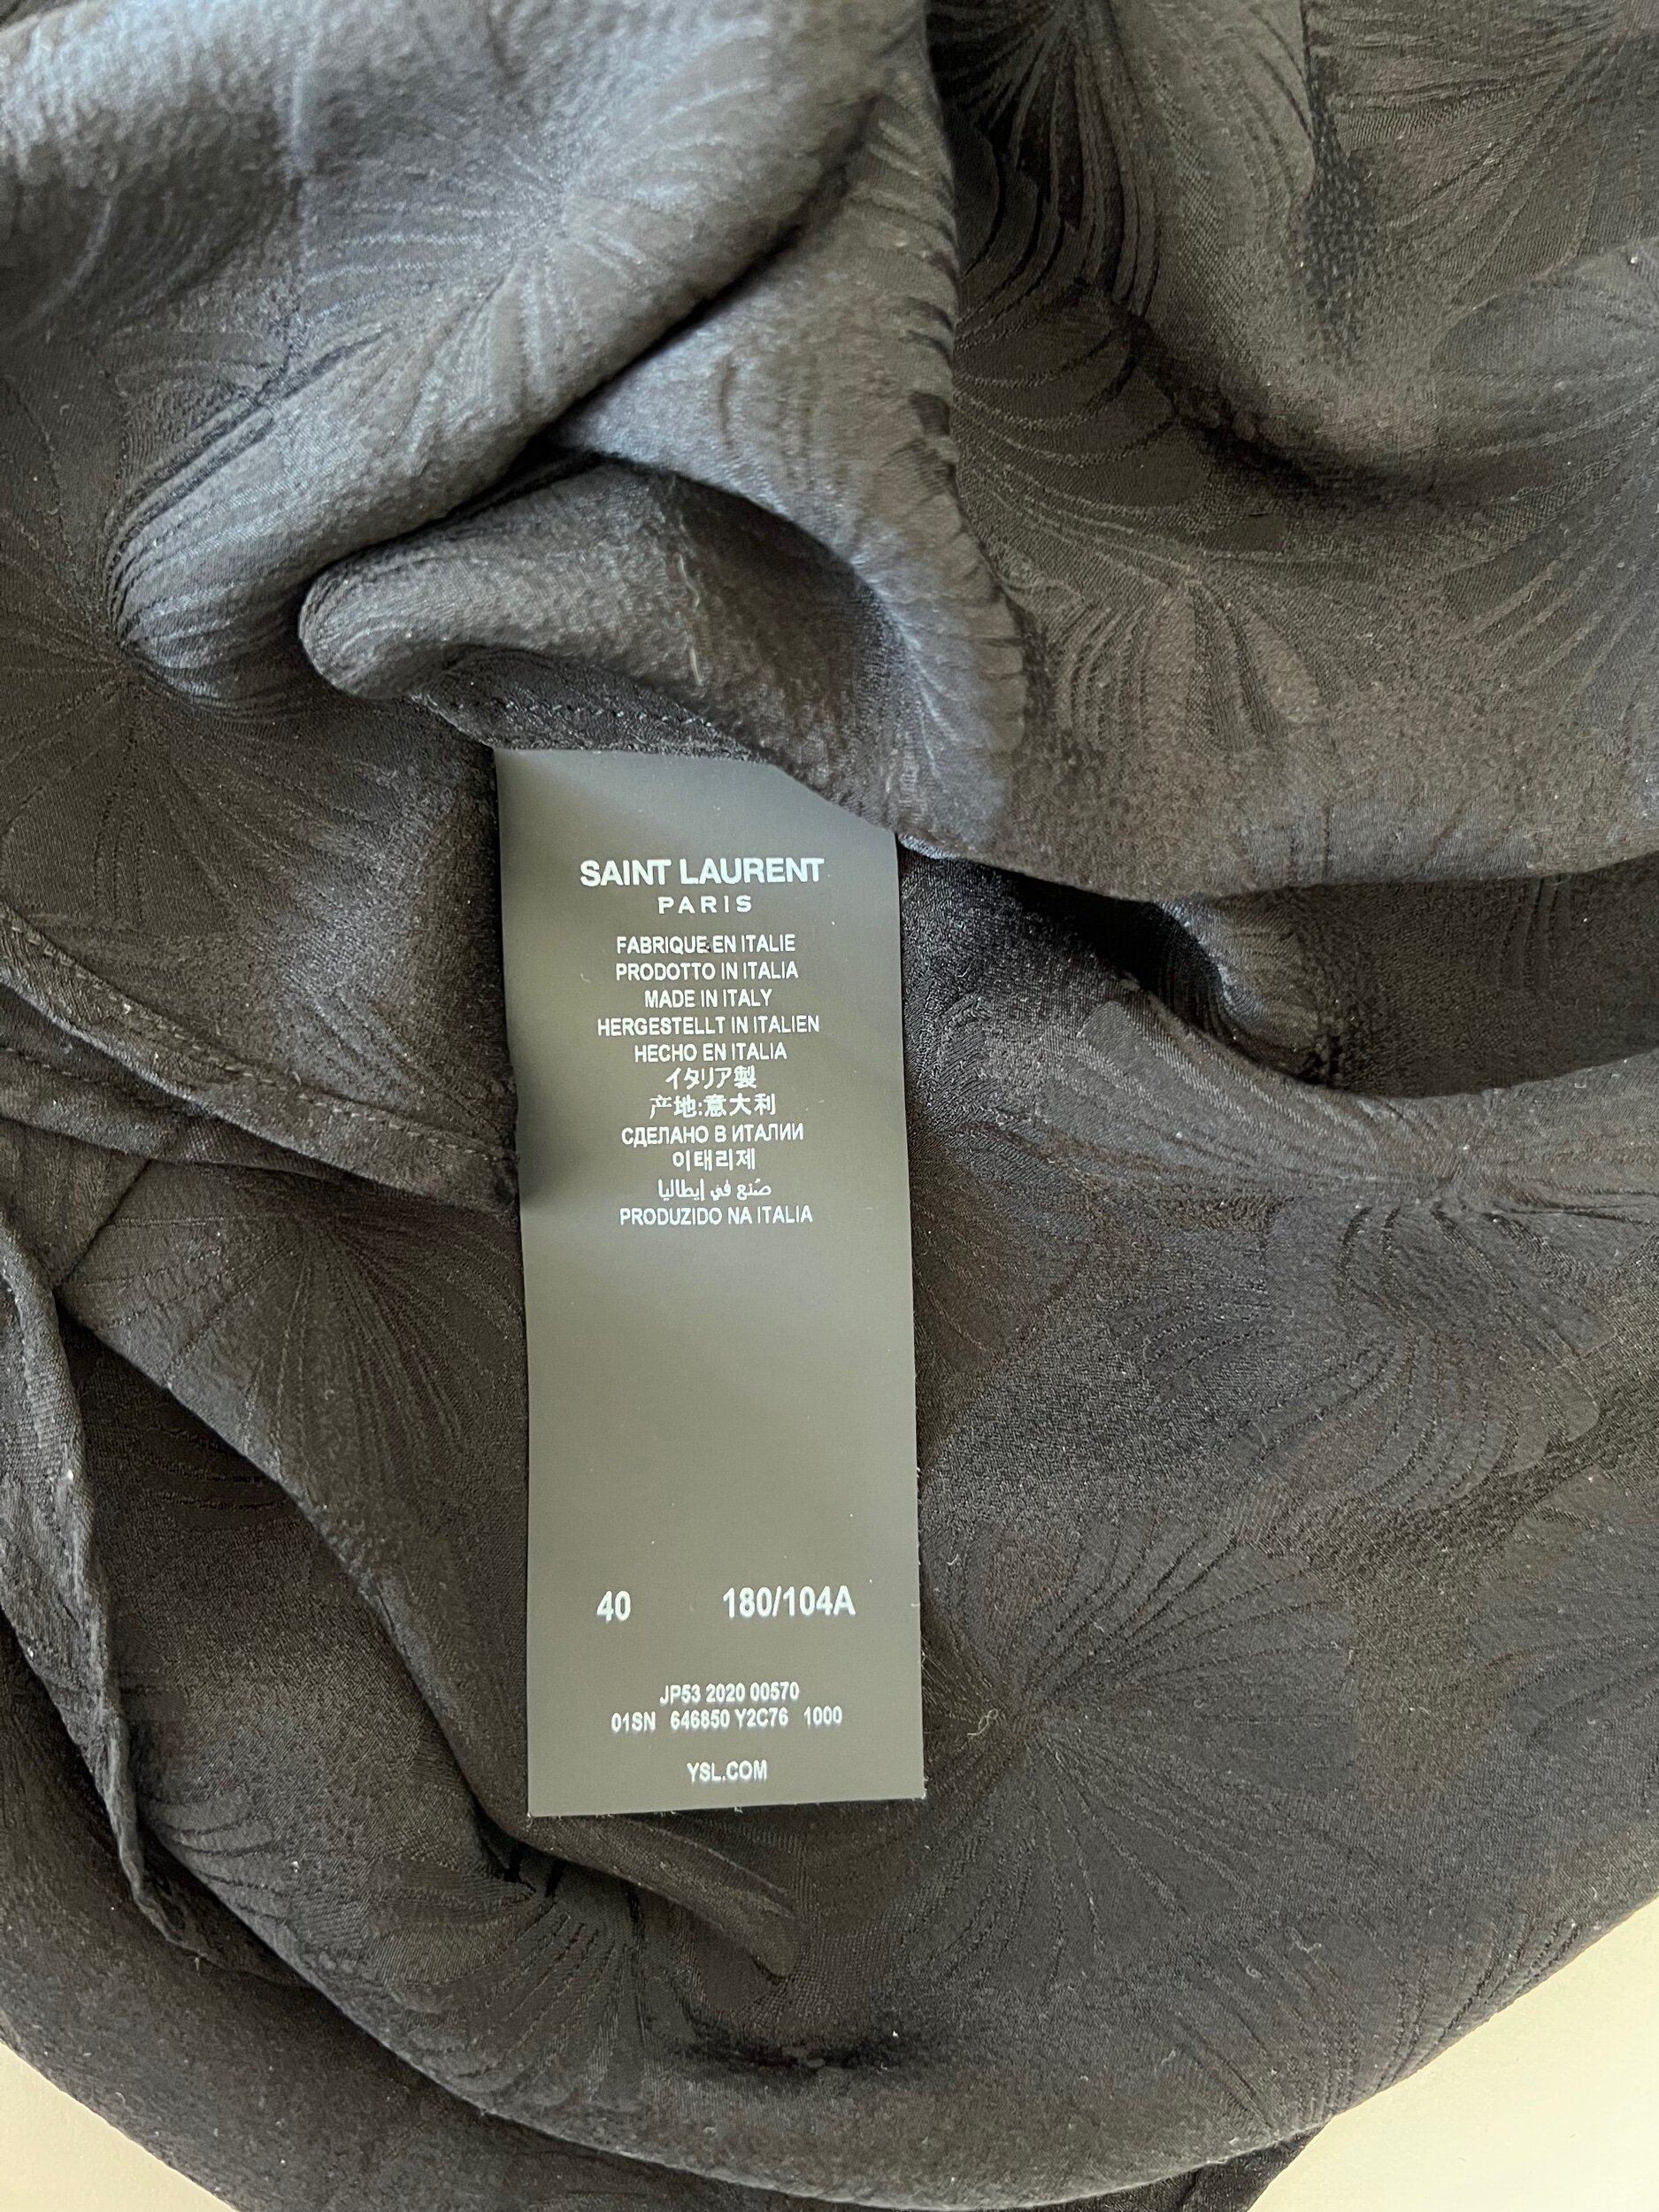 SAINT LAURENT
PARIS
FABRIQUE EN ITALIE
PRODOTTO IN ITALIA
MADE IN ITALY
HERGESTELLT IN ITALIEN
HECHO EN ITALIA
イタリア製
产地:意大利
СДЕЛАНО В ИТАЛИИ
이태리제
صُنع في إيطاليا
PRODUZIDO NA ITALIA
40 180/104A
JP53 2020 00570
01SN 646850 Y2C76 1000
YSL.COM